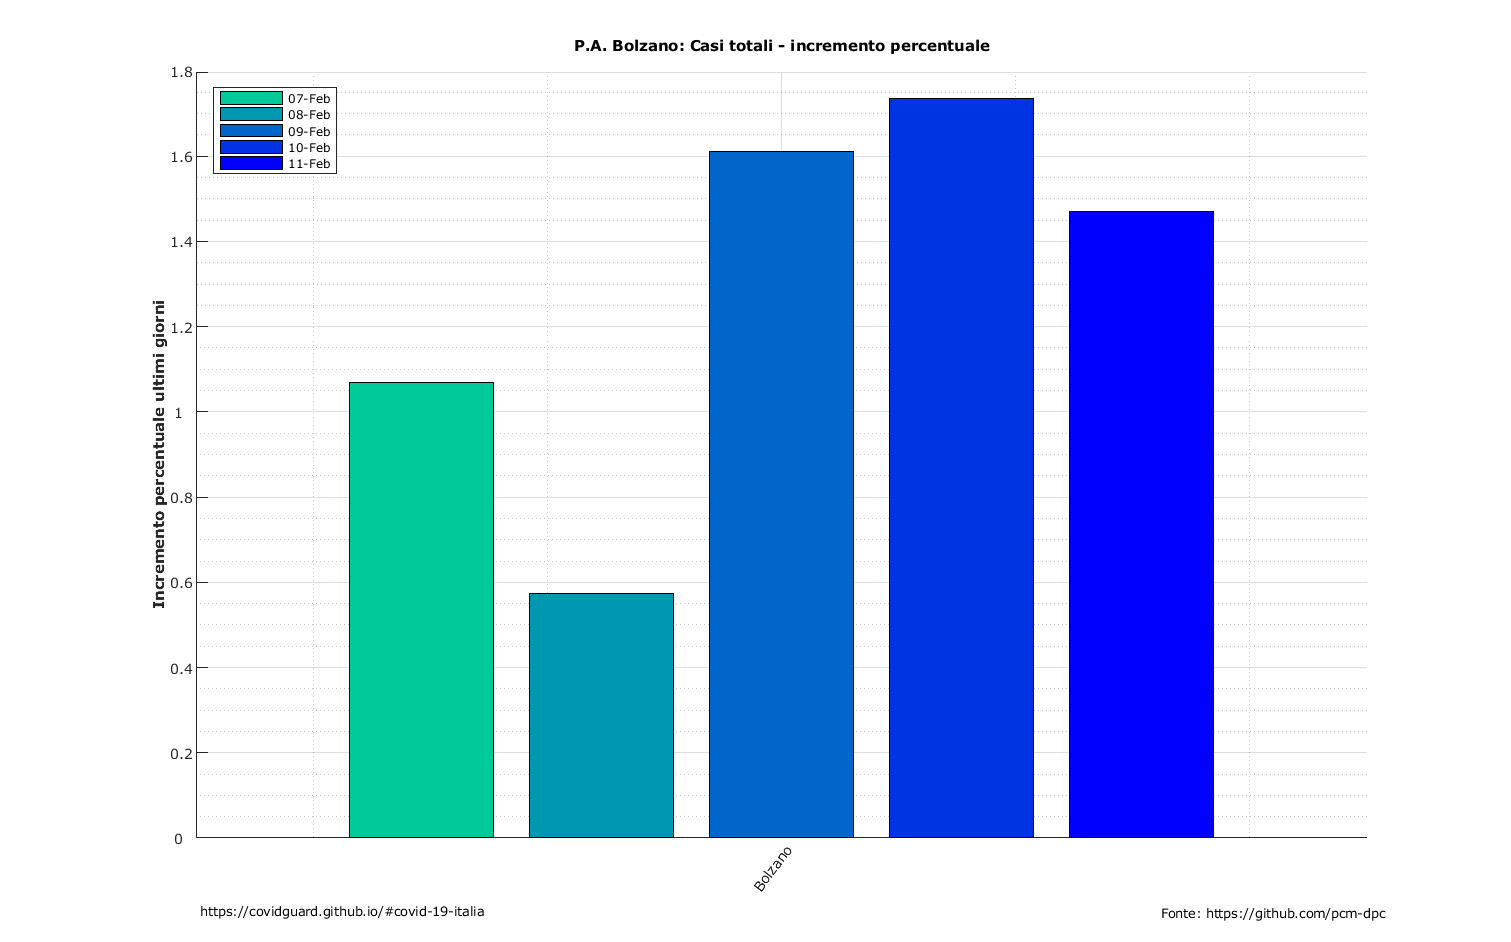 P.A. Bolzano: Casi totali - incremento percentuale
Incremento percentuale ultimi giorni
1.8
1.6
1.4
1.2
1
0.8
0.6
0.4
0.2
0
07-Feb
08-Feb
09-Feb
10-Feb
11-Feb
Bolzano
https://covidguard.github.io/#covid-19-italia
Fonte: https://github.com/pcm-dpc